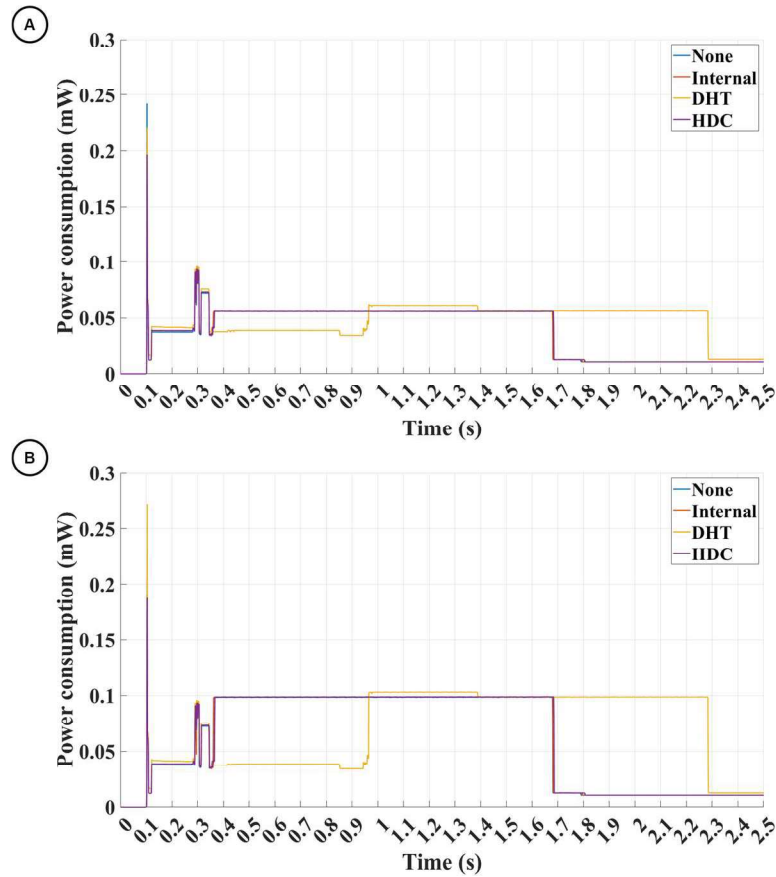 A
0.3
0.25
0.2
0.15
0.1
0.05
0
Power consumption (mW)
None
Internal
DHT
HDC
0 0.1 0.2 0.3 0.4 0.5 0.6 0.7 0.8 0.9 1 1.1 1.2 1.3 1.4 1.5 1.6 1.7 1.8 1.9 2 2.1 2.2 2.3 2.4 2.5
Time (s)
B
0.3
0.25
0.2
0.15
0.1
0.05
0
Power consumption (mW)
None
Internal
DHT
HDC
0 0.1 0.2 0.3 0.4 0.5 0.6 0.7 0.8 0.9 1 1.1 1.2 1.3 1.4 1.5 1.6 1.7 1.8 1.9 2 2.1 2.2 2.3 2.4 2.5
Time (s)